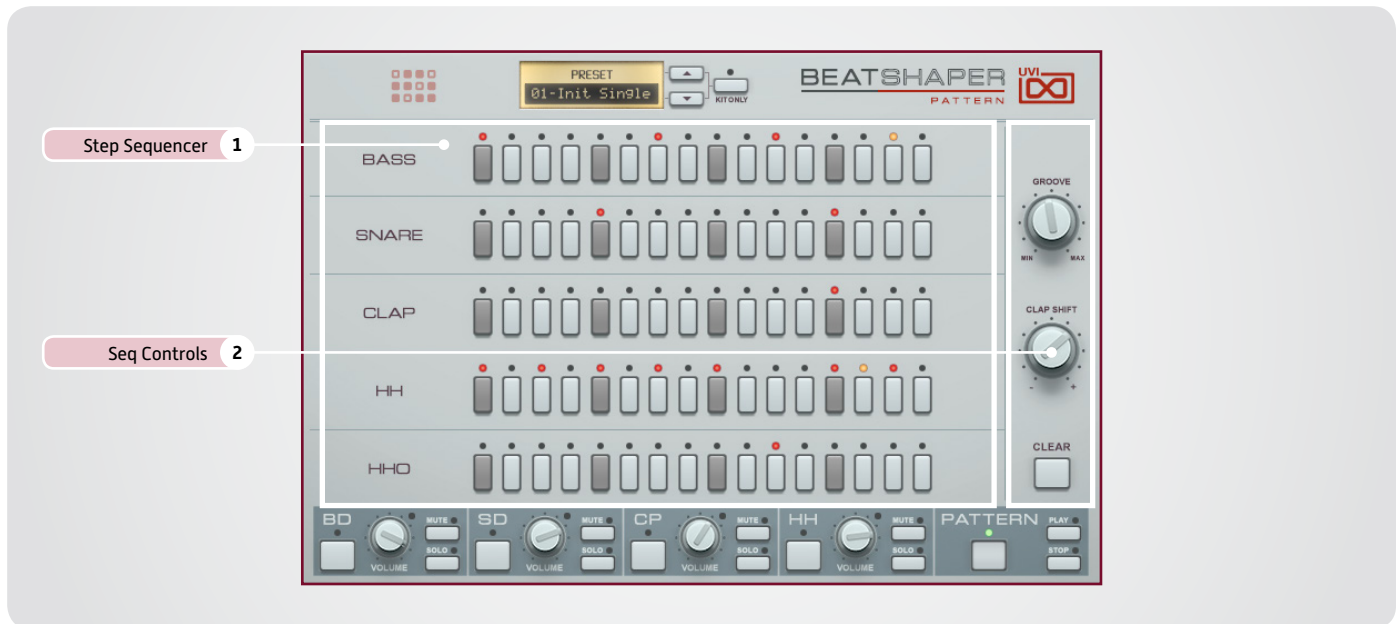 PRESET
01-Init Single
KIT ONLY
BEATSHAPER
PATTERN
UVI
Step Sequencer 1
BASS
SNARE
CLAP
HH
HHO
Seq Controls 2
GROOVE
MIN MAX
CLAP SHIFT
- +
CLEAR
BD
VOLUME
MUTE
SOLO
SD
VOLUME
MUTE
SOLO
CP
VOLUME
MUTE
SOLO
HH
VOLUME
MUTE
SOLO
PATTERN
PLAY
STOP